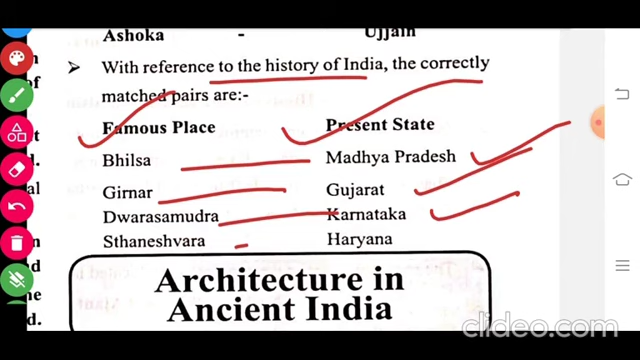 Ashoka - Ujjain
➤ With reference to the history of India, the correctly
matched pairs are:-
Famous Place Present State
Bhilsa Madhya Pradesh
Girnar Gujarat
Dwarasamudra Karnataka
Sthaneshvara - Haryana
Architecture in
Ancient India
clideo.com